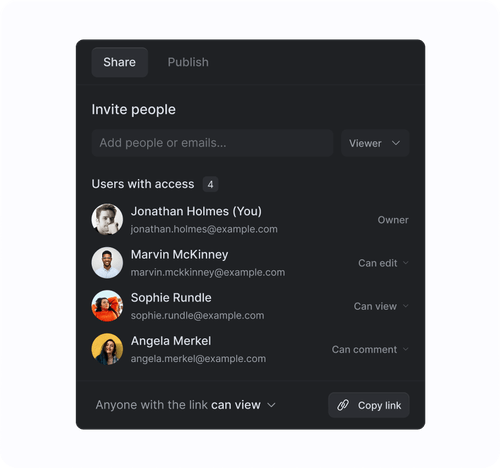 Share Publish
Invite people
Add people or emails... Viewer
Users with access 4
Jonathan Holmes (You)
jonathan.holmes@example.com
Owner
Marvin McKinney
marvin.mckkinney@example.com
Can edit
Sophie Rundle
sophie.rundle@example.com
Can view
Angela Merkel
angela.merkel@example.com
Can comment
Anyone with the link can view Copy link